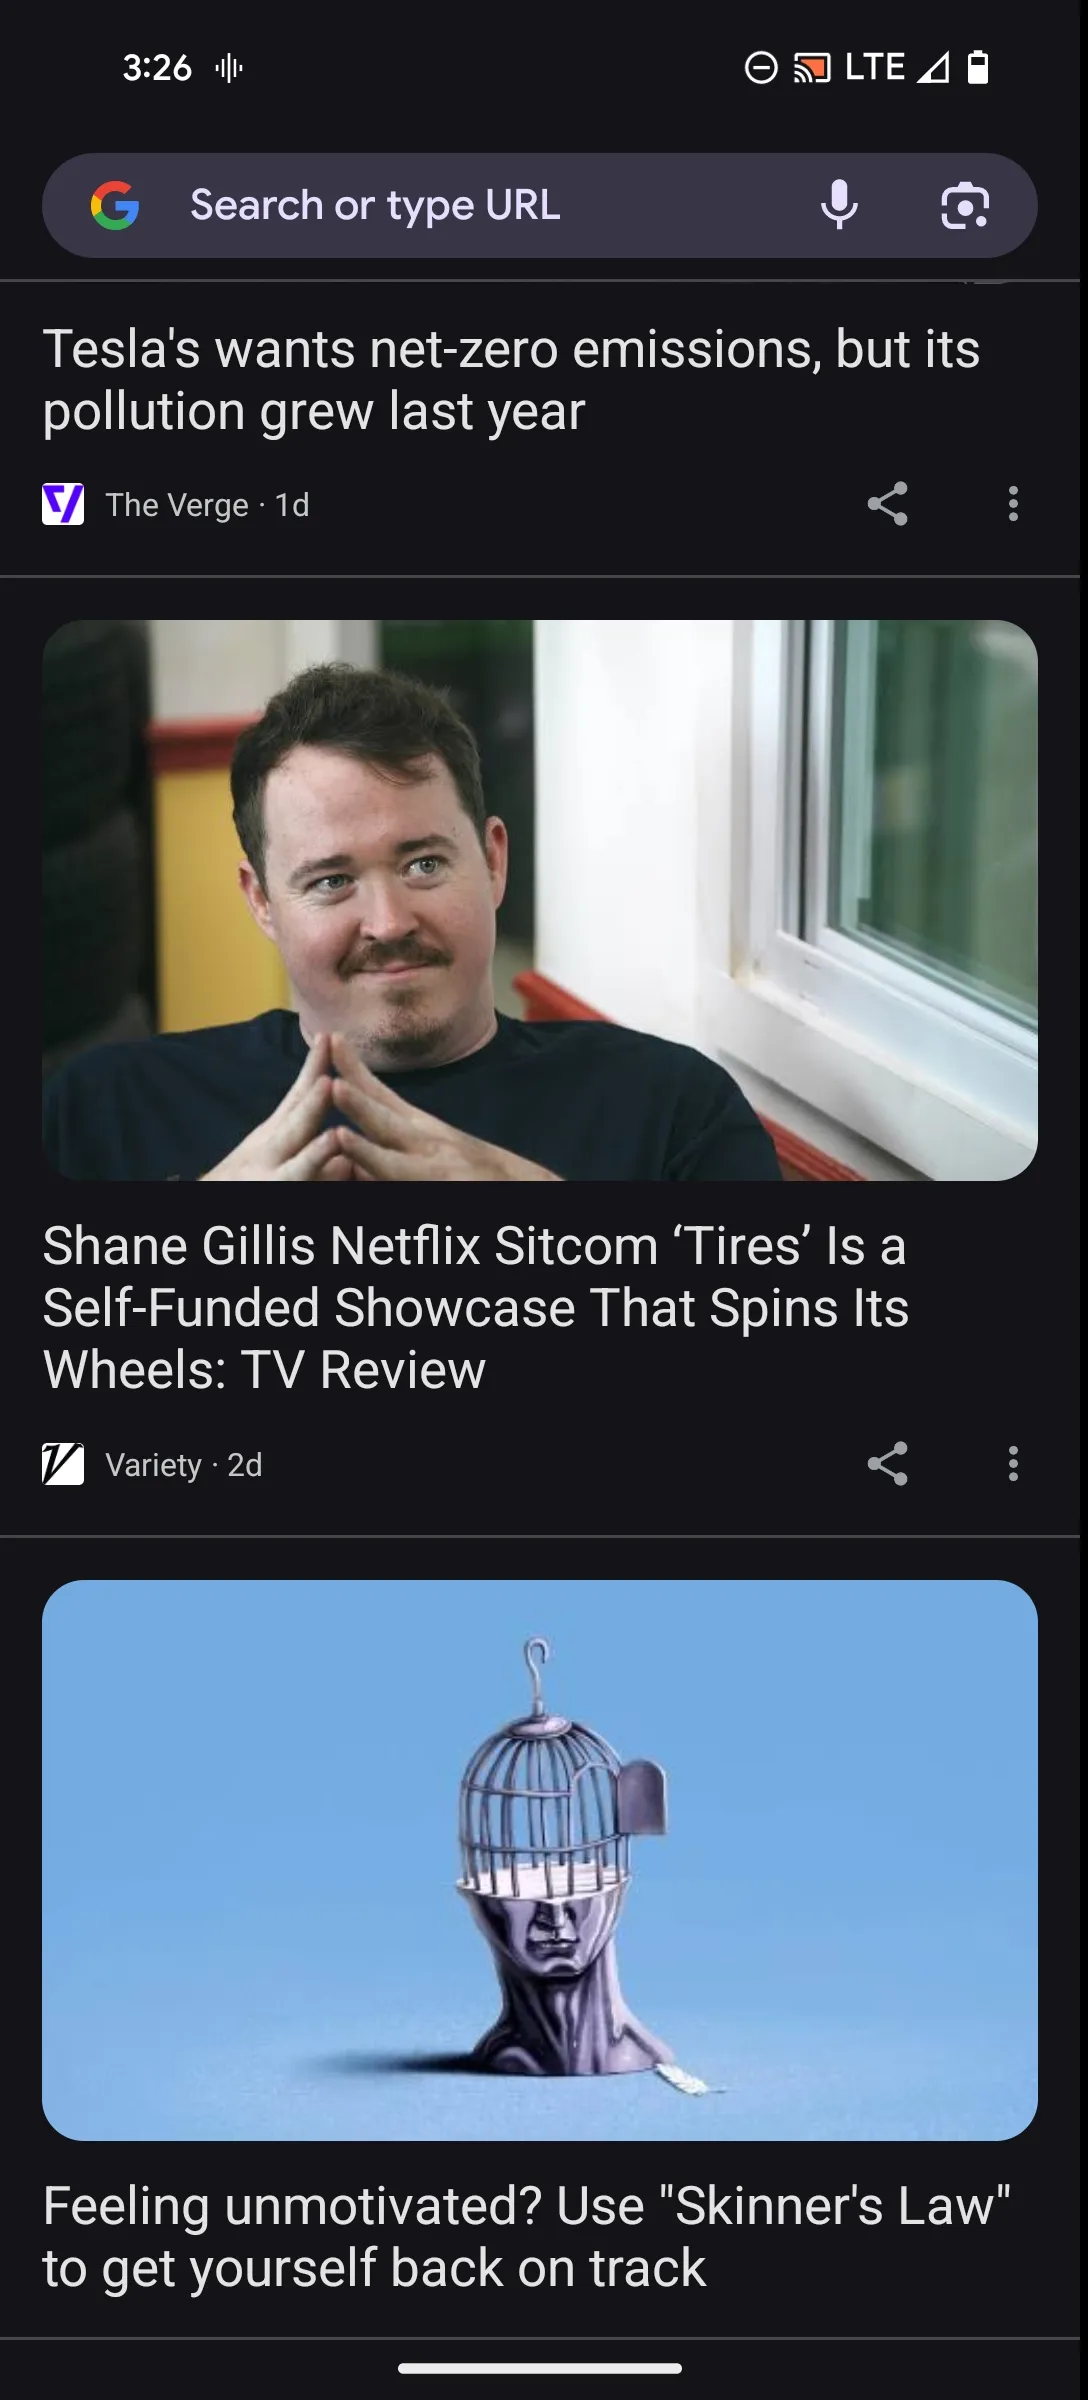 3:26
LTE
Search or type URL
Tesla's wants net-zero emissions, but its
pollution grew last year
The Verge · 1d
Shane Gillis Netflix Sitcom ‘Tires’ Is a
Self-Funded Showcase That Spins Its
Wheels: TV Review
Variety · 2d
Feeling unmotivated? Use "Skinner's Law"
to get yourself back on track